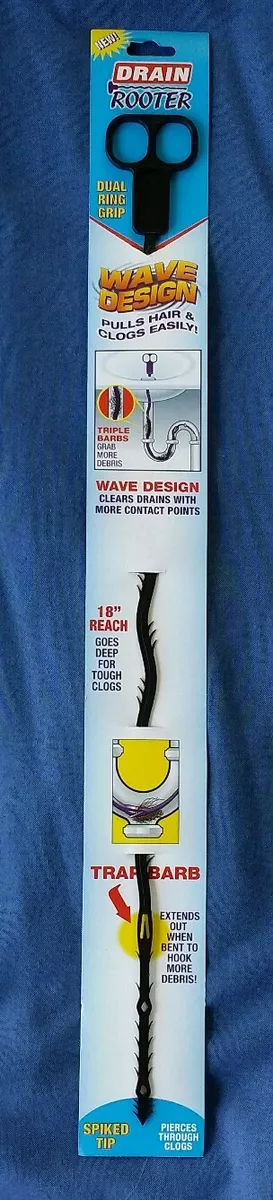 NEW!
DRAIN
ROOTER
DUAL
RING
GRIP
WAVE
DESIGN
PULLS HAIR &
CLOGS EASILY!
TRIPLE
BARBS
GRAB
MORE
DEBRIS
WAVE DESIGN
CLEARS DRAINS WITH
MORE CONTACT POINTS
18”
REACH
GOES
DEEP
FOR
TOUGH
CLOGS
TRAP BARB
EXTENDS
OUT
WHEN
BENT TO
HOOK
MORE
DEBRIS!
SPIKED
TIP
PIERCES
THROUGH
CLOGS